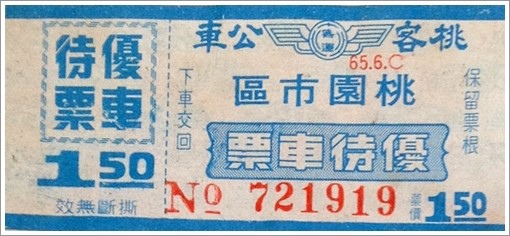 桃客 公車
65.6.C
桃園市區
優待車票
保留票根
下車交回
No 721919
票價 1.50
優待
車票
1.50
撕斷無效